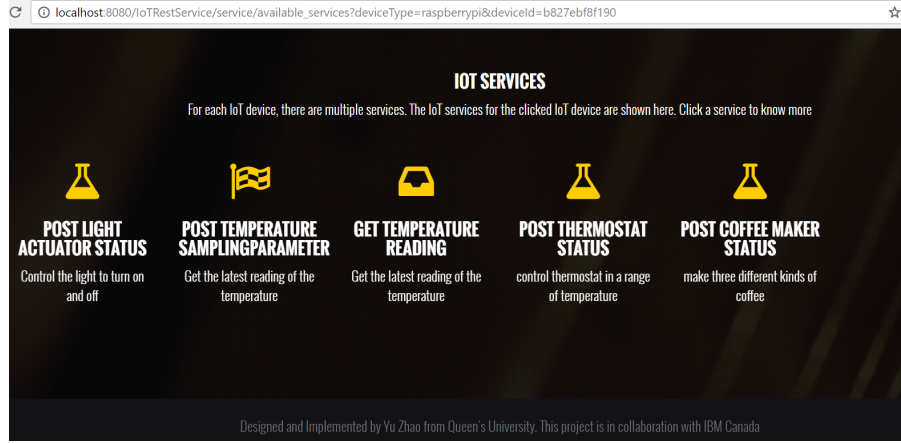 localhost:8080/IoTRestService/service/available_services?deviceType=raspberrypi&deviceId=b827ebf8f190
IOT SERVICES
For each IoT device, there are multiple services. The IoT services for the clicked IoT device are shown here. Click a service to know more
POST LIGHT
ACTUATOR STATUS
Control the light to turn on
and off
POST TEMPERATURE
SAMPLINGPARAMETER
Get the latest reading of the
temperature
GET TEMPERATURE
READING
Get the latest reading of the
temperature
POST THERMOSTAT
STATUS
control thermostat in a range
of temperature
POST COFFEE MAKER
STATUS
make three different kinds of
coffee
Designed and Implemented by Yu Zhao from Queen's University. This project is in collaboration with IBM Canada